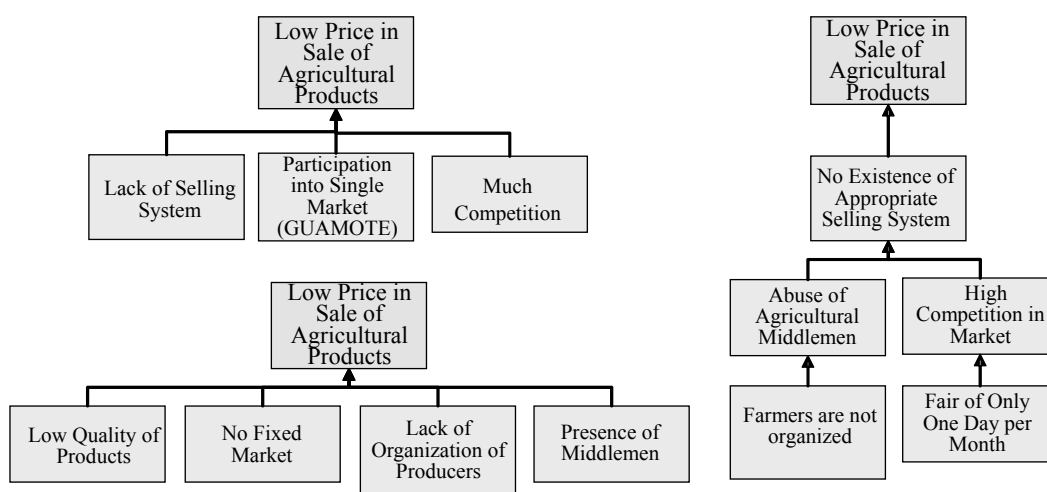 Low Price in
Sale of
Agricultural
Products
Lack of Selling
System
Participation
into Single
Market
(GUAMOTE)
Much
Competition
Low Price in
Sale of
Agricultural
Products
Low Quality of
Products
No Fixed
Market
Lack of
Organization of
Producers
Presence of
Middlemen
Low Price in
Sale of
Agricultural
Products
No Existence of
Appropriate
Selling System
Abuse of
Agricultural
Middlemen
High
Competition in
Market
Farmers are not
organized
Fair of Only
One Day per
Month